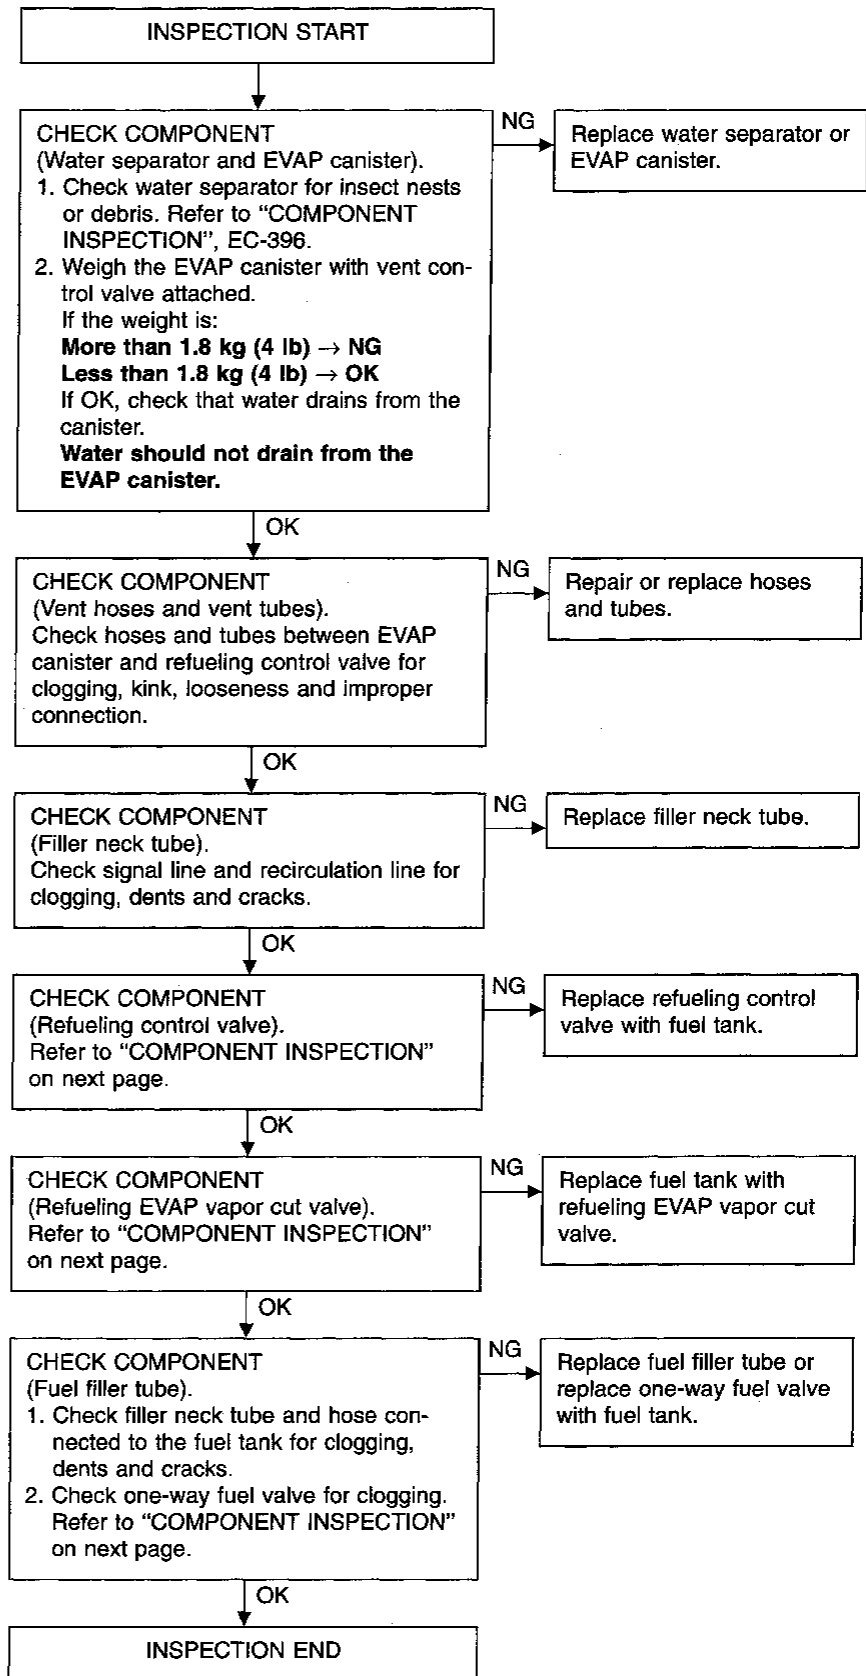 INSPECTION START
CHECK COMPONENT
(Water separator and EVAP canister).
1. Check water separator for insect nests
or debris. Refer to “COMPONENT
INSPECTION”, EC-396.
2. Weigh the EVAP canister with vent con-
trol valve attached.
If the weight is:
More than 1.8 kg (4 lb) → NG
Less than 1.8 kg (4 lb) → OK
If OK, check that water drains from the
canister.
Water should not drain from the
EVAP canister.
NG
Replace water separator or
EVAP canister.
OK
CHECK COMPONENT
(Vent hoses and vent tubes).
Check hoses and tubes between EVAP
canister and refueling control valve for
clogging, kink, looseness and improper
connection.
NG
Repair or replace hoses
and tubes.
OK
CHECK COMPONENT
(Filler neck tube).
Check signal line and recirculation line for
clogging, dents and cracks.
NG
Replace filler neck tube.
OK
CHECK COMPONENT
(Refueling control valve).
Refer to “COMPONENT INSPECTION”
on next page.
NG
Replace refueling control
valve with fuel tank.
OK
CHECK COMPONENT
(Refueling EVAP vapor cut valve).
Refer to “COMPONENT INSPECTION”
on next page.
NG
Replace fuel tank with
refueling EVAP vapor cut
valve.
OK
CHECK COMPONENT
(Fuel filler tube).
1. Check filler neck tube and hose con-
nected to the fuel tank for clogging,
dents and cracks.
2. Check one-way fuel valve for clogging.
Refer to “COMPONENT INSPECTION”
on next page.
NG
Replace fuel filler tube or
replace one-way fuel valve
with fuel tank.
OK
INSPECTION END